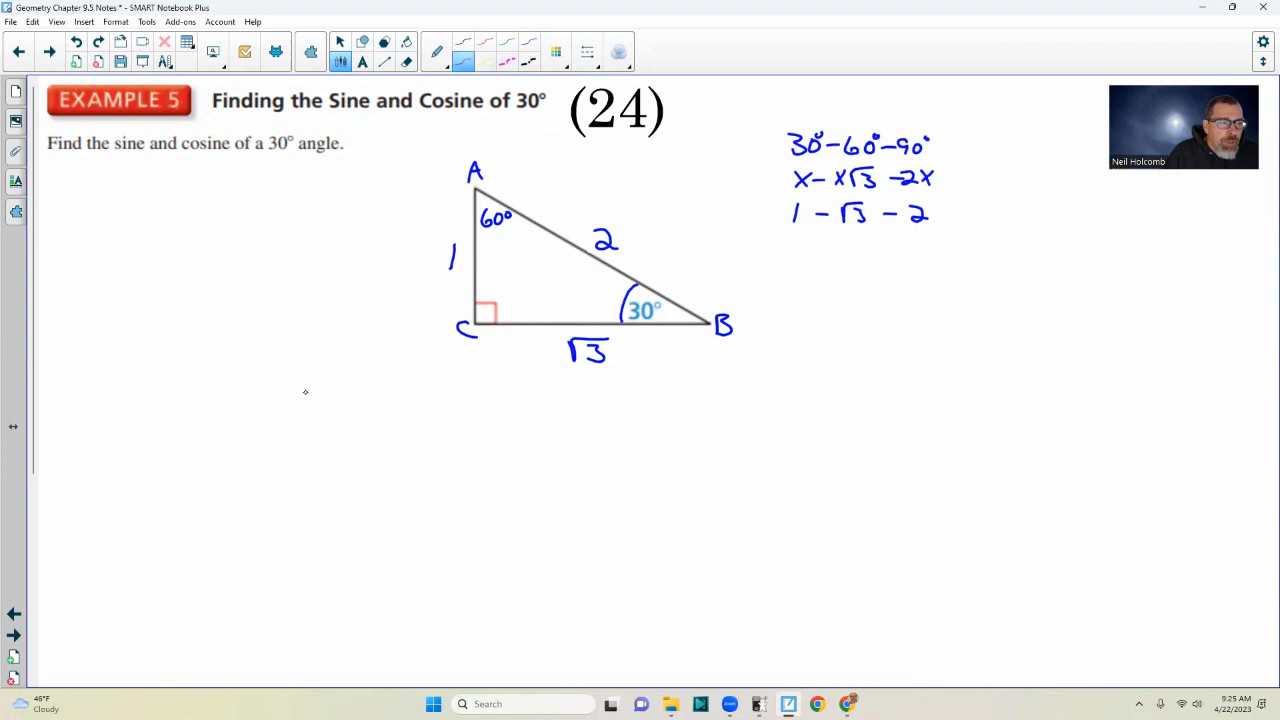 Geometry Chapter 9.5 Notes * - SMART Notebook Plus
File Edit View Insert Format Tools Add-ons Account Help
EXAMPLE 5 Finding the Sine and Cosine of 30° (24)
Find the sine and cosine of a 30° angle.
30°-60°-90°
x - x√3 - 2x
1 - √3 - 2
A
60°
1
2
30°
C
B
√3
Neil Holcomb
A
A
46°F
Cloudy
Search
zoom
9:25 AM
4/22/2023